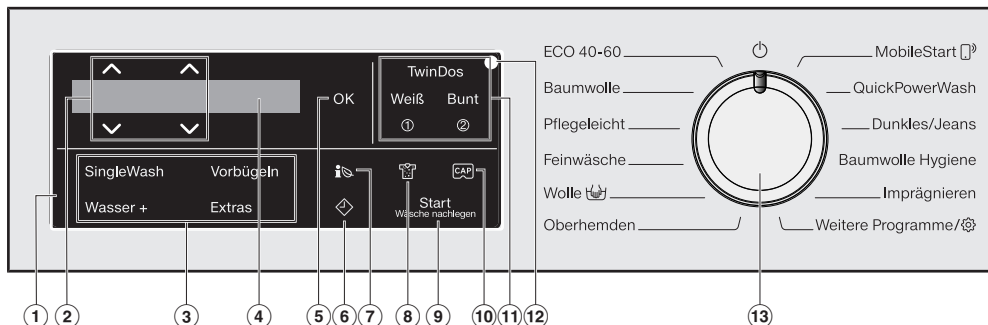 TwinDos
OK
Weiß Bunt
① ②
SingleWash Vorbügeln
CAP
Wasser + Extras
Start
Wäsche nachlegen
ECO 40-60
Baumwolle
Pflegeleicht
Feinwäsche
Wolle
Oberhemden
MobileStart
QuickPowerWash
Dunkles/Jeans
Baumwolle Hygiene
Imprägnieren
Weitere Programme/
① ② ③ ④ ⑤ ⑥ ⑦ ⑧ ⑨ ⑩ ⑪ ⑫ ⑬